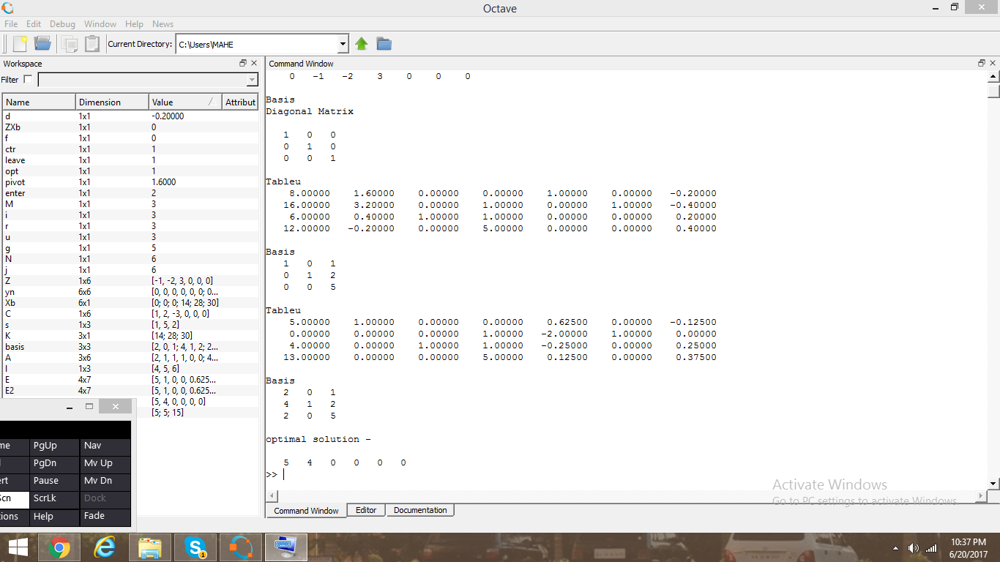 Octave
File Edit Debug Window Help News
Current Directory: C:\Users\MAHE
Workspace
Filter
Name Dimension Value Attribut
d 1x1 -0.20000
ZXb 1x1 0
f 1x1 0
ctr 1x1 1
leave 1x1 1
opt 1x1 1
pivot 1x1 1.6000
enter 1x1 2
M 1x1 3
i 1x1 3
r 1x1 3
u 1x1 3
g 1x1 5
N 1x1 6
j 1x1 6
Z 1x6 [-1, -2, 3, 0, 0, 0]
yn 6x6 [0, 0, 0, 0, 0, 0; 0...
Xb 6x1 [0; 0; 0; 14; 28; 30]
C 1x6 [1, 2, -3, 0, 0, 0]
s 1x3 [1, 5, 2]
K 3x1 [14; 28; 30]
basis 3x3 [2, 0, 1; 4, 1, 2; 2...
A 3x6 [2, 1, 1, 1, 0, 0; 4...
I 1x3 [4, 5, 6]
E 4x7 [5, 1, 0, 0, 0.625...
E2 4x7 [5, 1, 0, 0, 0.625...
[5, 4, 0, 0, 0, 0]
[5; 5; 15]
me PgUp Nav
PgDn Mv Up
ert Pause Mv Dn
Scn ScrLk Dock
ions Help Fade
Command Window
0 -1 -2 3 0 0 0
Basis
Diagonal Matrix
1 0 0
0 1 0
0 0 1
Tableu
8.00000 1.60000 0.00000 0.00000 1.00000 0.00000 -0.20000
16.00000 3.20000 0.00000 1.00000 0.00000 1.00000 -0.40000
6.00000 0.40000 1.00000 1.00000 0.00000 0.00000 0.20000
12.00000 -0.20000 0.00000 5.00000 0.00000 0.00000 0.40000
Basis
1 0 1
0 1 2
0 0 5
Tableu
5.00000 1.00000 0.00000 0.00000 0.62500 0.00000 -0.12500
0.00000 0.00000 0.00000 1.00000 -2.00000 1.00000 0.00000
4.00000 0.00000 1.00000 1.00000 -0.25000 0.00000 0.25000
13.00000 0.00000 0.00000 5.00000 0.12500 0.00000 0.37500
Basis
2 0 1
4 1 2
2 0 5
optimal solution -
5 4 0 0 0 0
>>
Activate Windows
Go to PC settings to activate Windows.
Command Window Editor Documentation
1
10:37 PM
6/20/2017